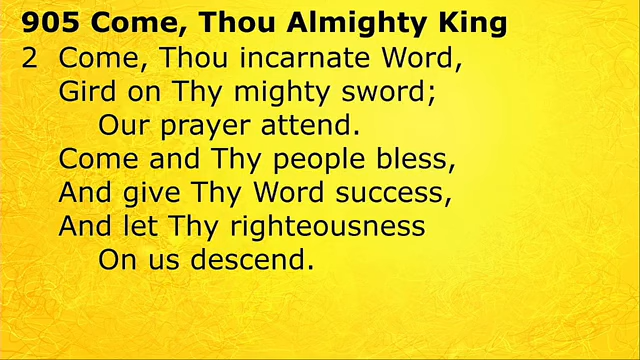 905 Come, Thou Almighty King
2 Come, Thou incarnate Word,
Gird on Thy mighty sword;
Our prayer attend.
Come and Thy people bless,
And give Thy Word success,
And let Thy righteousness
On us descend.